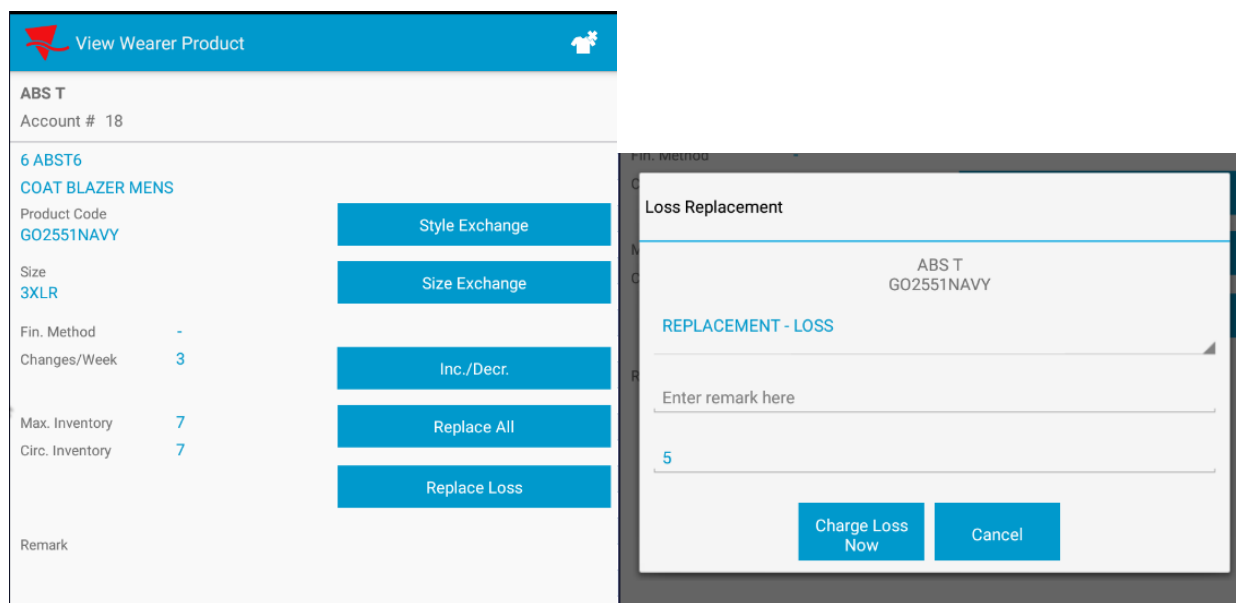 View Wearer Product
ABS T
Account # 18
6 ABST6
COAT BLAZER MENS
Product Code
GO2551NAVY
Style Exchange
Size
3XLR
Size Exchange
Fin. Method -
Changes/Week 3
Inc./Decr.
Max. Inventory 7
Replace All
Circ. Inventory 7
Replace Loss
Remark
Fin. Method -
Loss Replacement
ABS T
GO2551NAVY
REPLACEMENT - LOSS
Enter remark here
5
Charge Loss
Now
Cancel